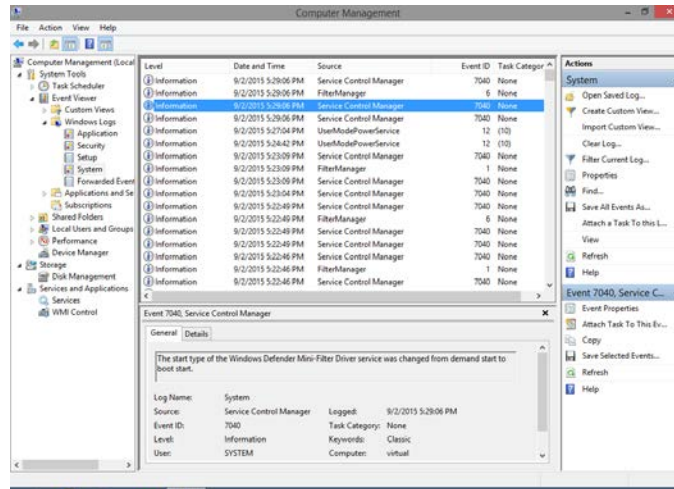 Computer Management
File Action View Help
Computer Management (Local
System Tools
Task Scheduler
Event Viewer
Custom Views
Windows Logs
Application
Security
Setup
System
Forwarded Event
Applications and Se
Subscriptions
Shared Folders
Local Users and Groups
Performance
Device Manager
Storage
Disk Management
Services and Applications
Services
WMI Control
Level Date and Time Source Event ID Task Categor
Information 9/2/2015 5:29:06 PM Service Control Manager 7040 None
Information 9/2/2015 5:29:06 PM FilterManager 6 None
Information 9/2/2015 5:29:06 PM Service Control Manager 7040 None
Information 9/2/2015 5:29:06 PM Service Control Manager 7040 None
Information 9/2/2015 5:27:04 PM UserModePowerService 12 (10)
Information 9/2/2015 5:24:42 PM UserModePowerService 12 (10)
Information 9/2/2015 5:23:09 PM Service Control Manager 7040 None
Information 9/2/2015 5:23:09 PM FilterManager 1 None
Information 9/2/2015 5:23:09 PM Service Control Manager 7040 None
Information 9/2/2015 5:23:04 PM Service Control Manager 7040 None
Information 9/2/2015 5:22:49 PM Service Control Manager 7040 None
Information 9/2/2015 5:22:49 PM FilterManager 6 None
Information 9/2/2015 5:22:49 PM Service Control Manager 7040 None
Information 9/2/2015 5:22:49 PM Service Control Manager 7040 None
Information 9/2/2015 5:22:46 PM Service Control Manager 7040 None
Information 9/2/2015 5:22:46 PM FilterManager 1 None
Information 9/2/2015 5:22:46 PM Service Control Manager 7040 None
Event 7040, Service Control Manager
General Details
The start type of the Windows Defender Mini-Filter Driver service was changed from demand start to
boot start.
Log Name: System
Source: Service Control Manager Logged: 9/2/2015 5:29:06 PM
Event ID: 7040 Task Category: None
Level: Information Keywords: Classic
User: SYSTEM Computer: virtual
Actions
System
Open Saved Log...
Create Custom View...
Import Custom View...
Clear Log...
Filter Current Log...
Properties
Find...
Save All Events As...
Attach a Task To this L...
View
Refresh
Help
Event 7040, Service C...
Event Properties
Attach Task To This Ev...
Copy
Save Selected Events...
Refresh
Help